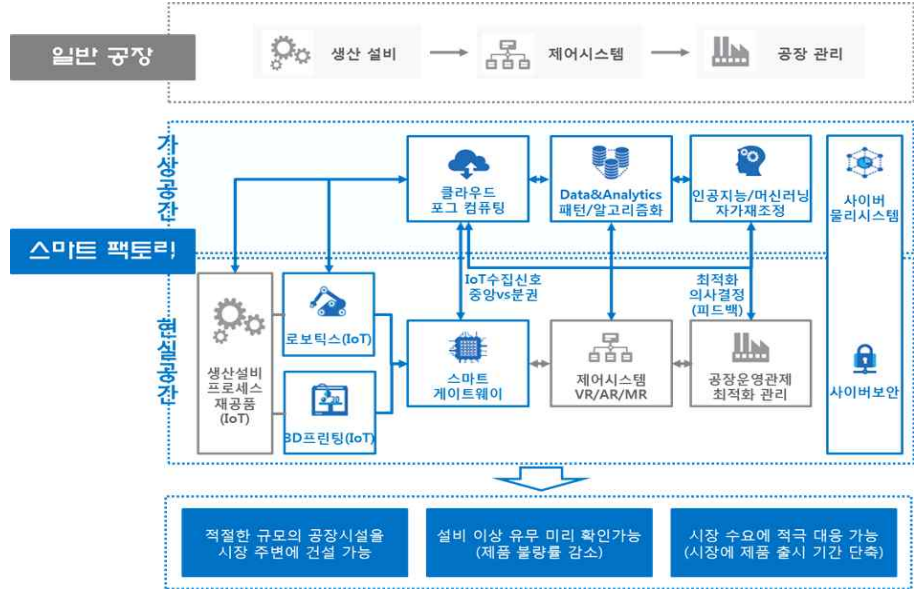 일반 공장
생산 설비
제어시스템
공장 관리
가상공간
클라우드
포그 컴퓨팅
Data&Analytics
패턴/알고리즘화
인공지능/머신러닝
자가재조정
사이버
물리시스템
스마트 팩토리
IoT수집신호
중앙vs분권
최적화
의사결정
(피드백)
현실공간
생산설비
프로세스
재공품
(IoT)
로보틱스(IoT)
3D프린팅(IoT)
스마트
게이트웨이
제어시스템
VR/AR/MR
공장운영관제
최적화 관리
사이버보안
적절한 규모의 공장시설을
시장 주변에 건설 가능
설비 이상 유무 미리 확인가능
(제품 불량률 감소)
시장 수요에 적극 대응 가능
(시장에 제품 출시 기간 단축)